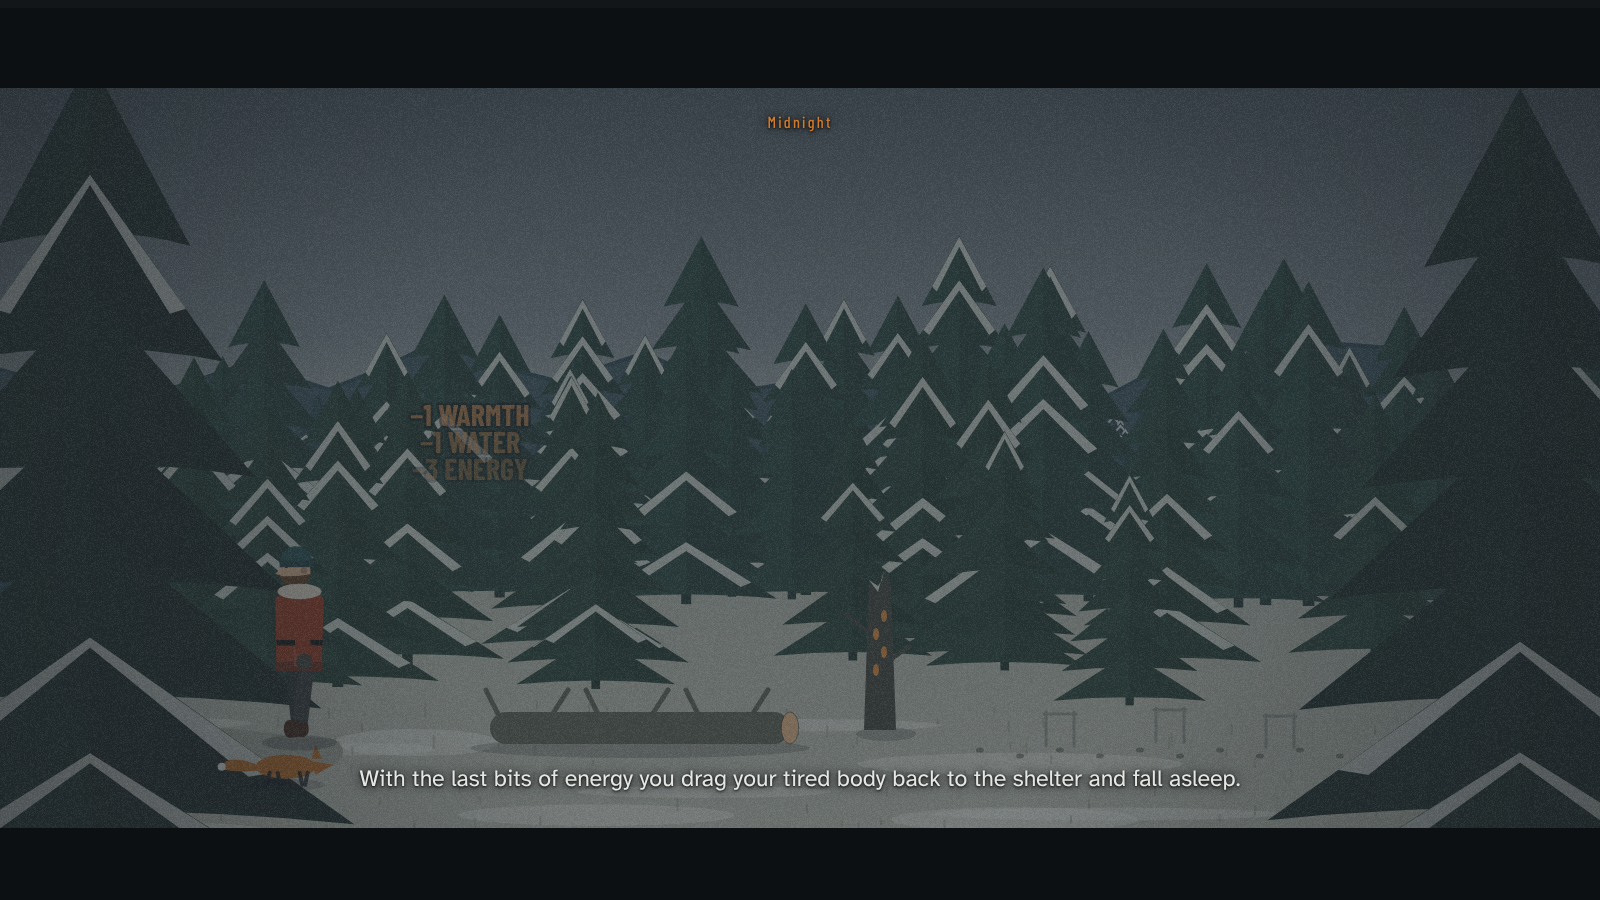 Midnight
–1 WARMTH
–1 WATER
–3 ENERGY
With the last bits of energy you drag your tired body back to the shelter and fall asleep.